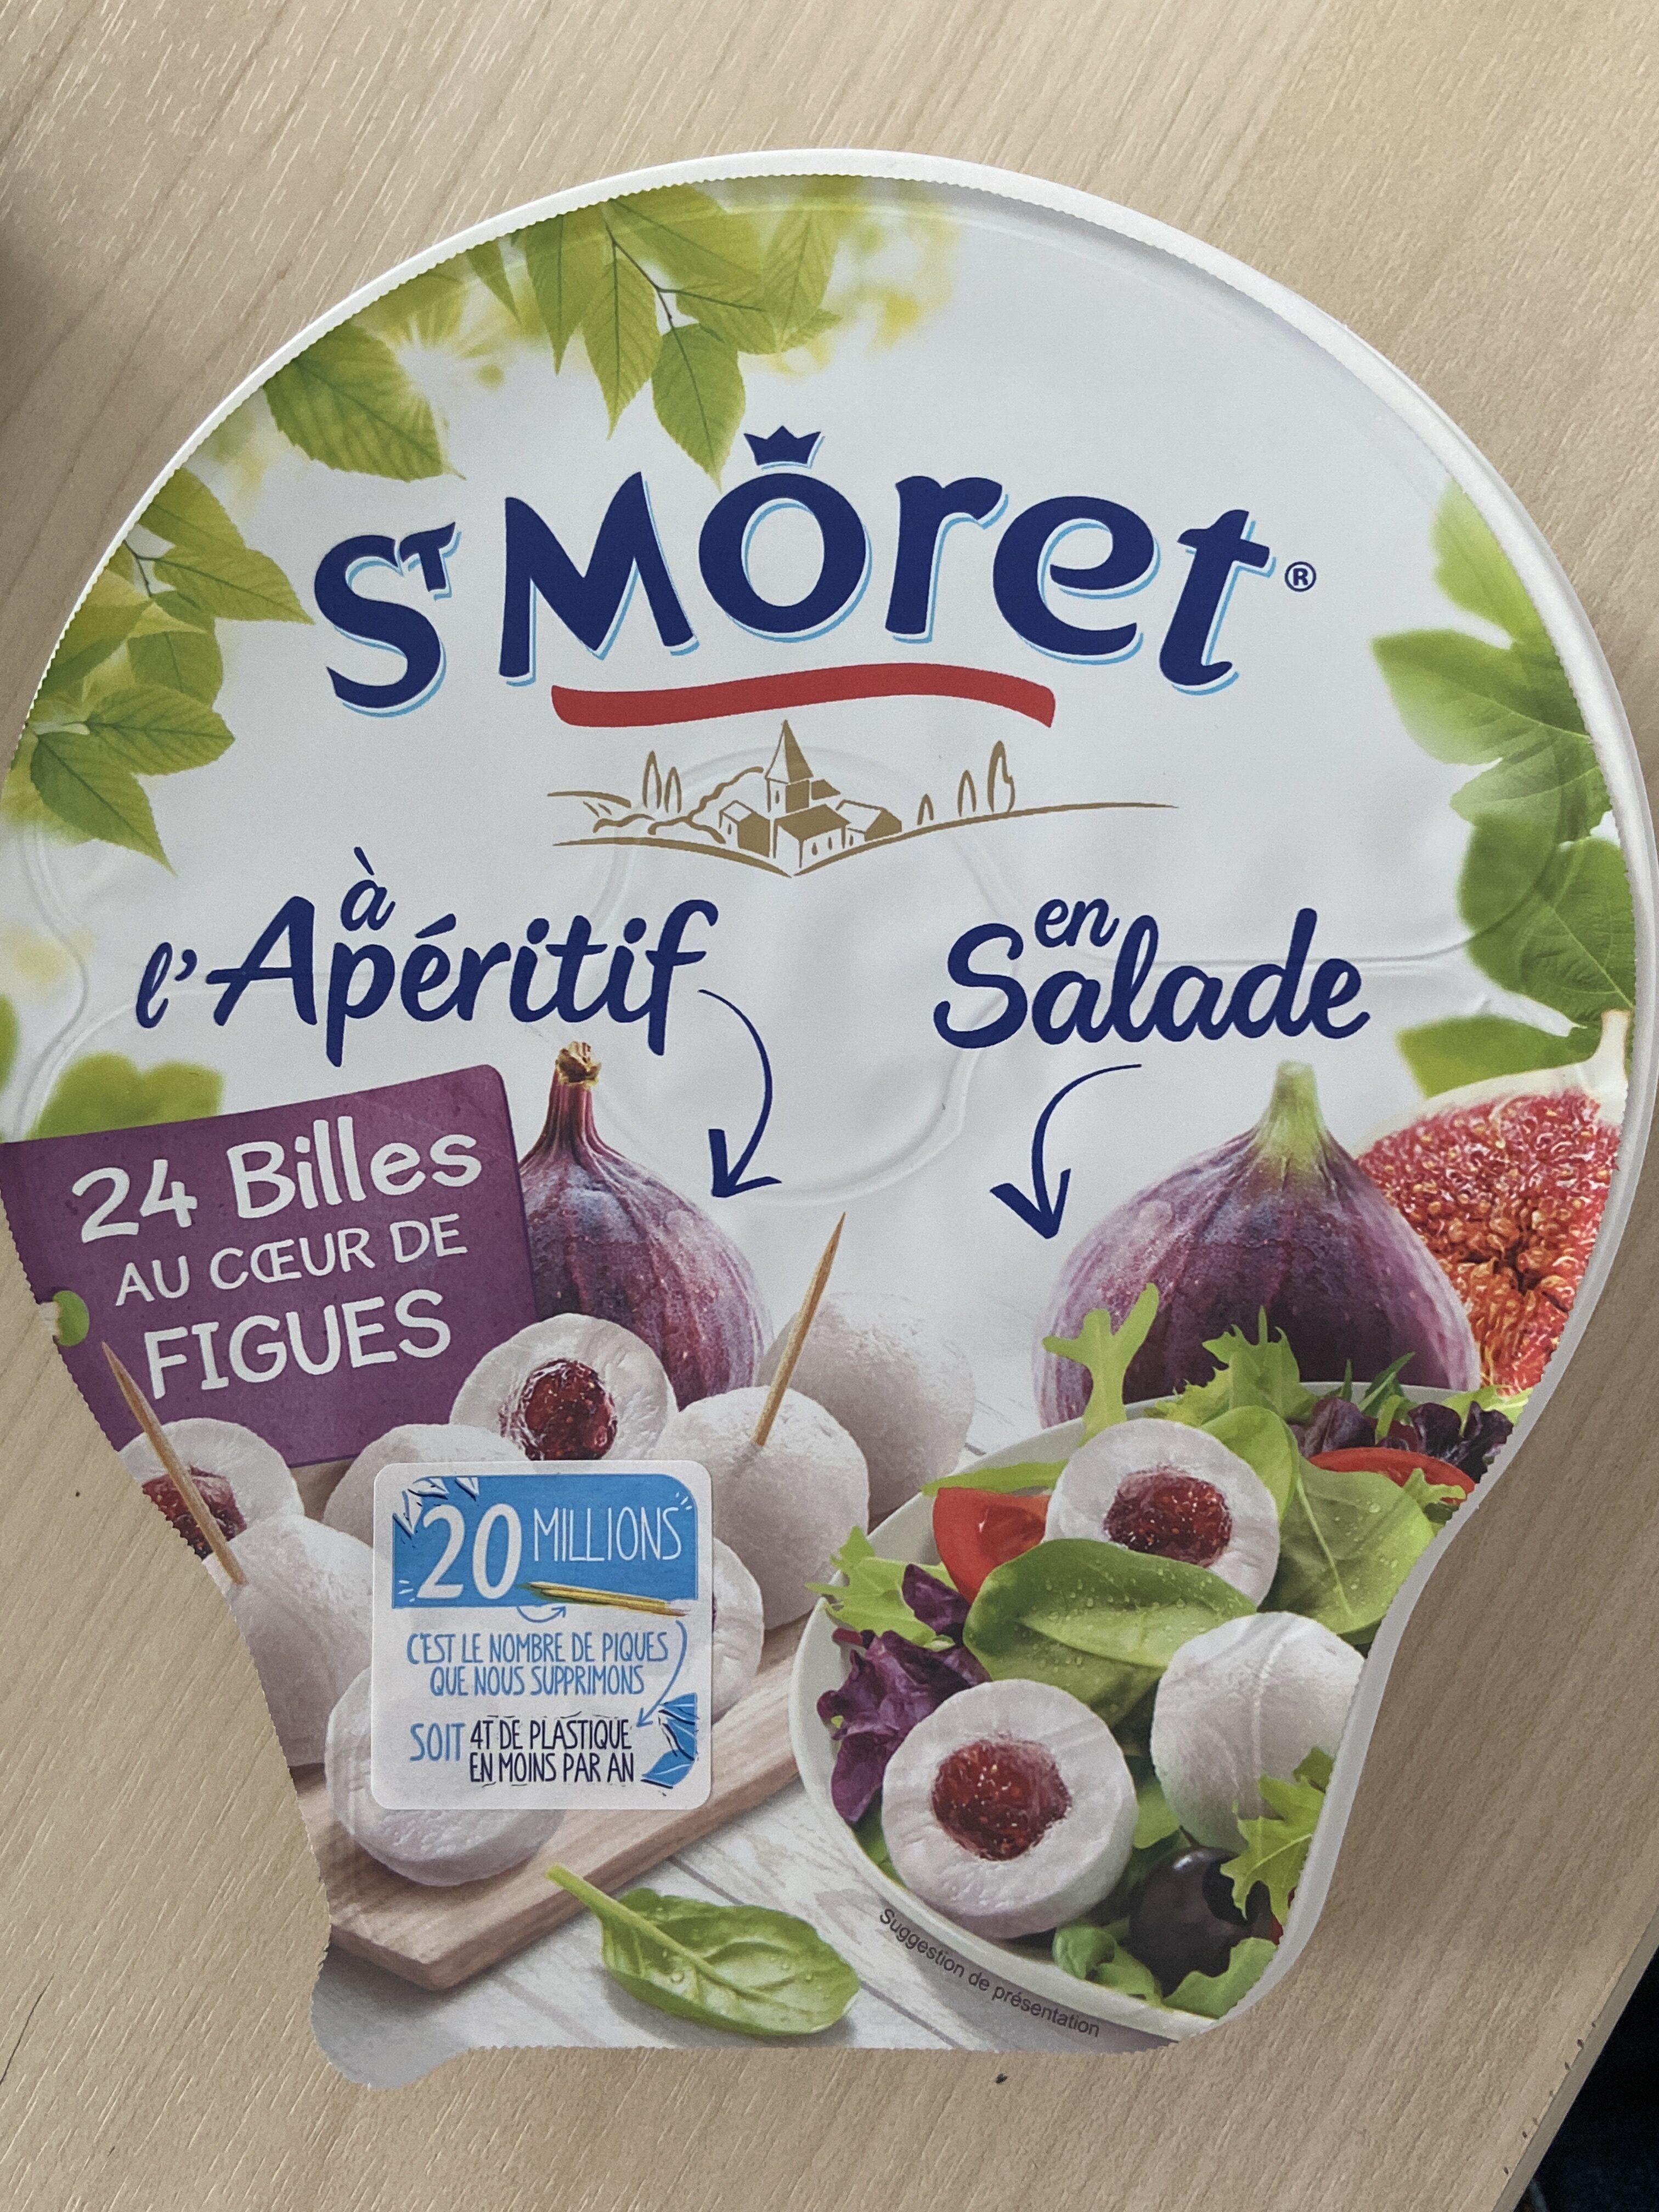 St Môret®
à
l'Apéritif
en
Salade
24 Billes
AU CŒUR DE
FIGUES
20 MILLIONS
C'EST LE NOMBRE DE PIQUES
QUE NOUS SUPPRIMONS
SOIT 4T DE PLASTIQUE
EN MOINS PAR AN
Suggestion de présentation